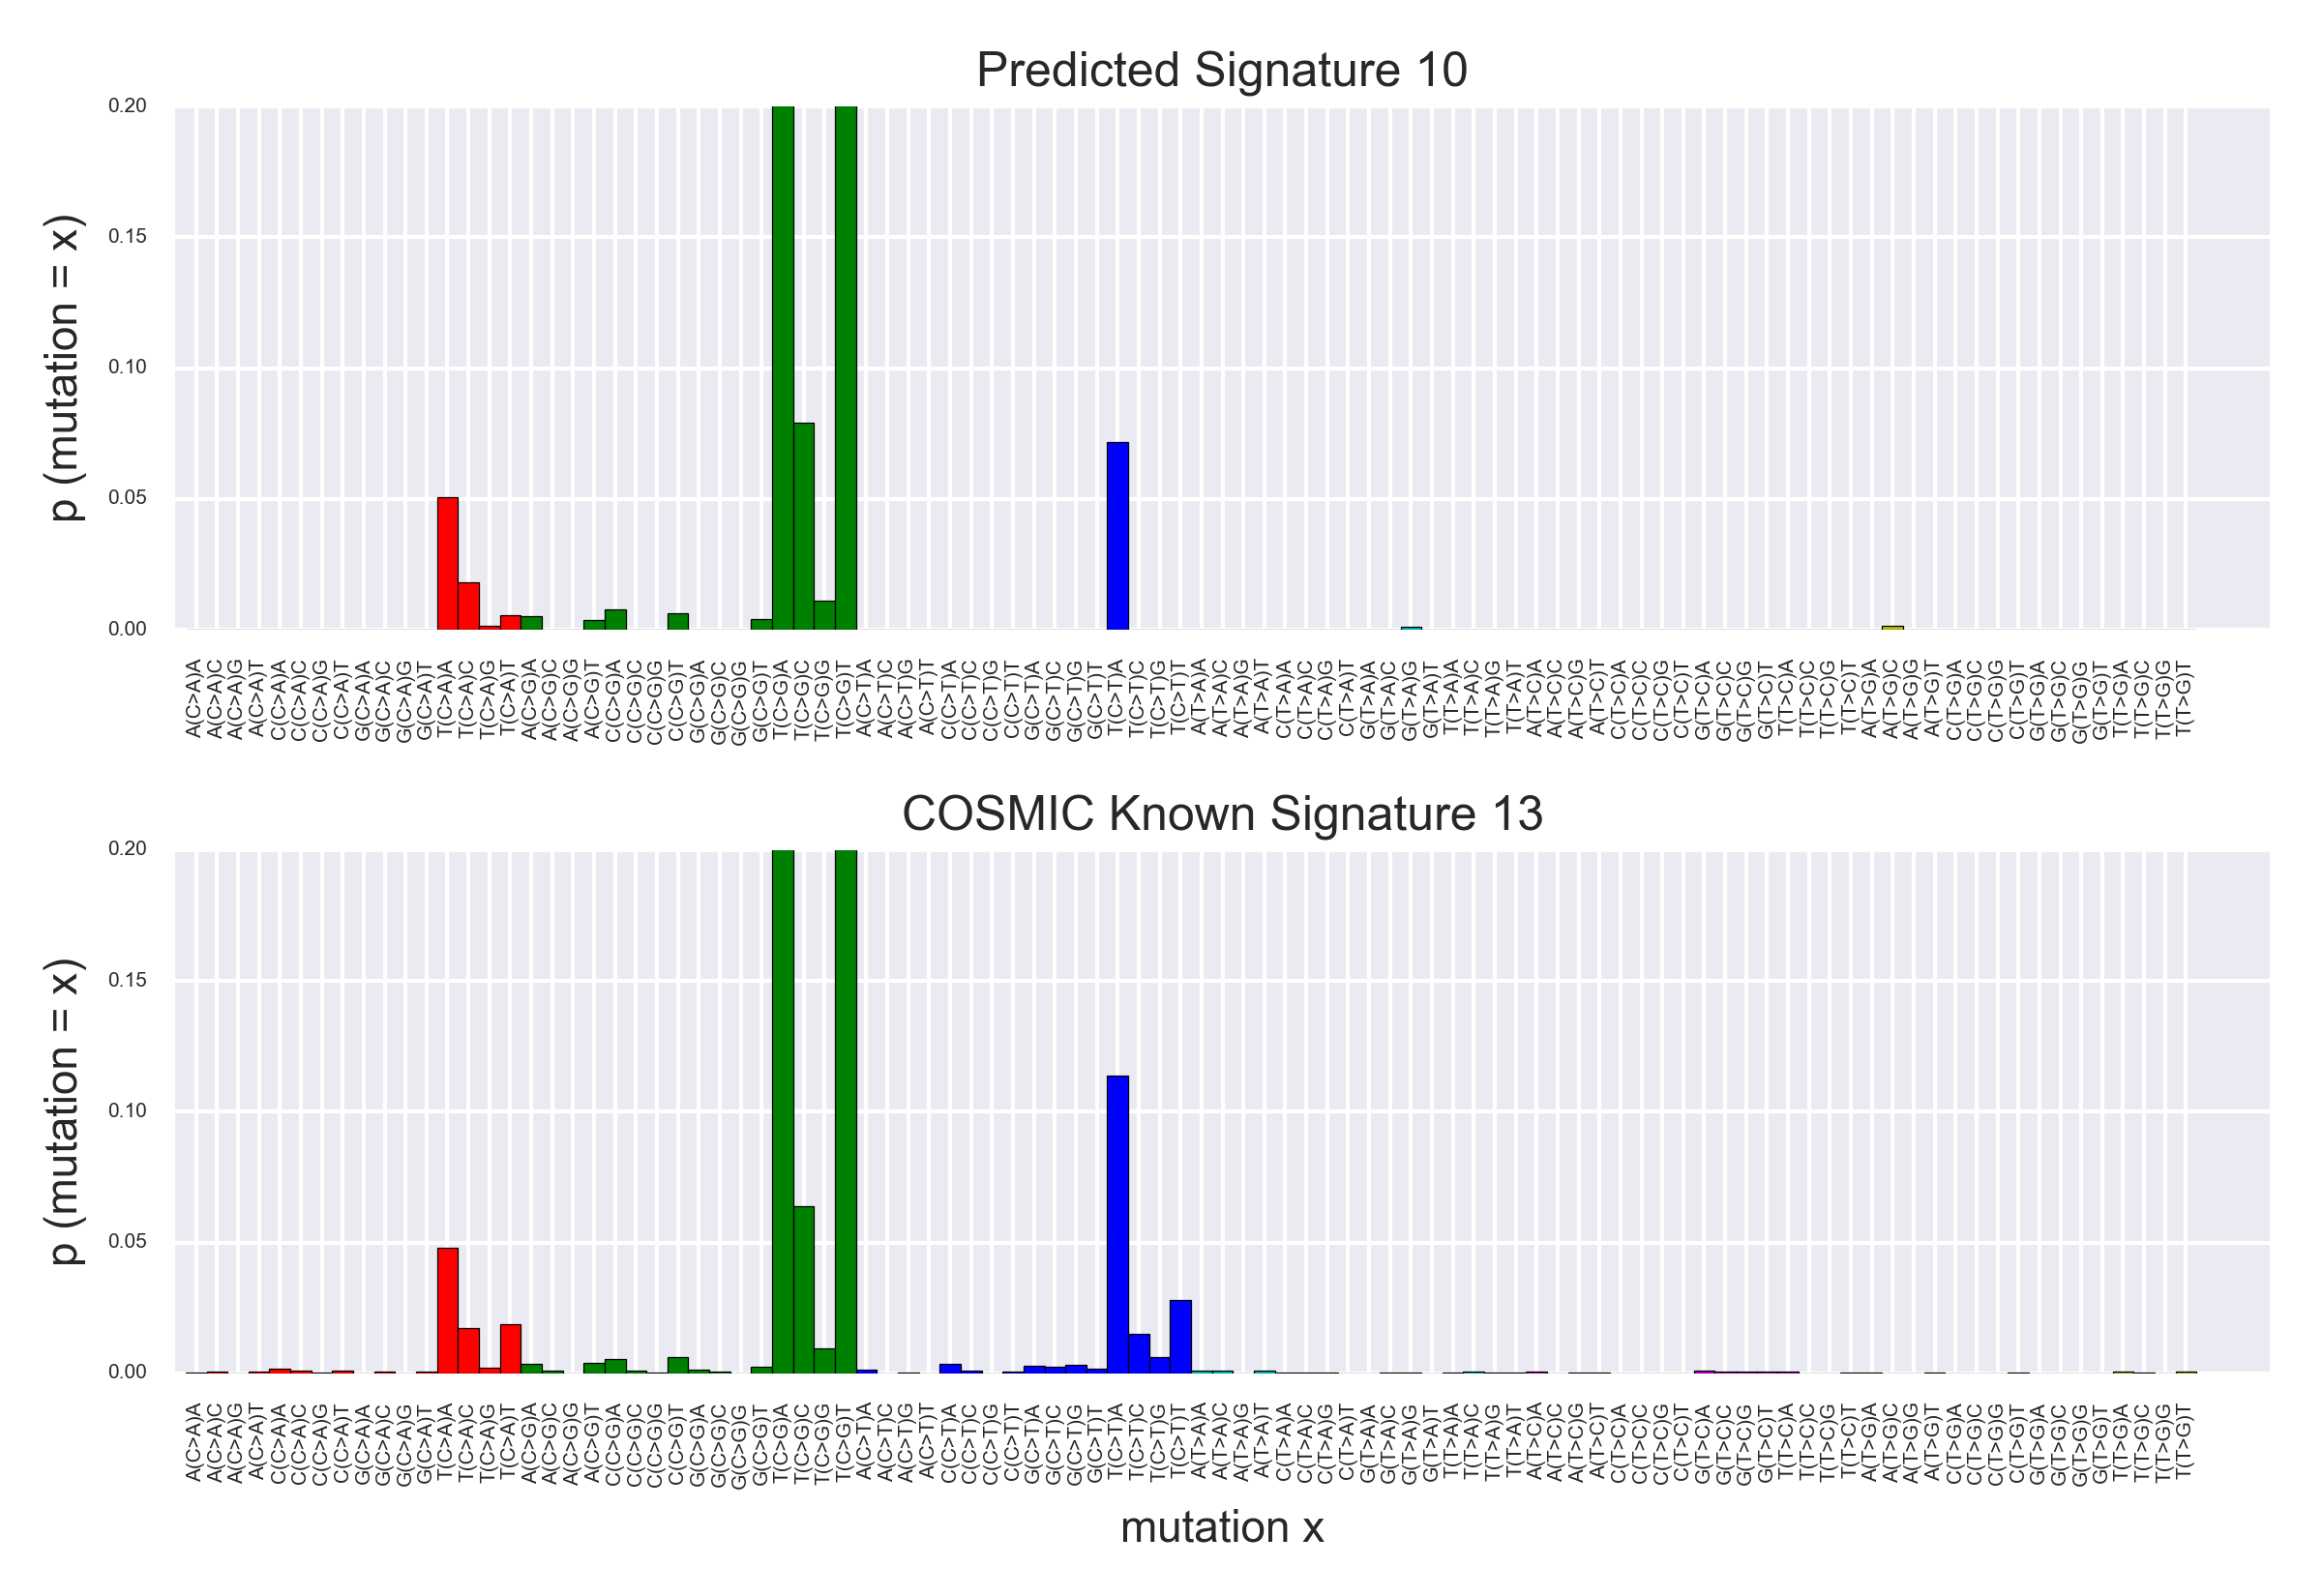 Predicted Signature 10
p (mutation = x)
0.20
0.15
0.10
0.05
0.00
A(C>A)A A(C>A)C A(C>A)G A(C>A)T C(C>A)A C(C>A)C C(C>A)G C(C>A)T G(C>A)A G(C>A)C G(C>A)G G(C>A)T T(C>A)A T(C>A)C T(C>A)G T(C>A)T A(C>G)A A(C>G)C A(C>G)G A(C>G)T C(C>G)A C(C>G)C C(C>G)G C(C>G)T G(C>G)A G(C>G)C G(C>G)G G(C>G)T T(C>G)A T(C>G)C T(C>G)G T(C>G)T A(C>T)A A(C>T)C A(C>T)G A(C>T)T C(C>T)A C(C>T)C C(C>T)G C(C>T)T G(C>T)A G(C>T)C G(C>T)G G(C>T)T T(C>T)A T(C>T)C T(C>T)G T(C>T)T A(T>A)A A(T>A)C A(T>A)G A(T>A)T C(T>A)A C(T>A)C C(T>A)G C(T>A)T G(T>A)A G(T>A)C G(T>A)G G(T>A)T T(T>A)A T(T>A)C T(T>A)G T(T>A)T A(T>C)A A(T>C)C A(T>C)G A(T>C)T C(T>C)A C(T>C)C C(T>C)G C(T>C)T G(T>C)A G(T>C)C G(T>C)G G(T>C)T T(T>C)A T(T>C)C T(T>C)G T(T>C)T A(T>G)A A(T>G)C A(T>G)G A(T>G)T C(T>G)A C(T>G)C C(T>G)G C(T>G)T G(T>G)A G(T>G)C G(T>G)G G(T>G)T T(T>G)A T(T>G)C T(T>G)G T(T>G)T
COSMIC Known Signature 13
p (mutation = x)
0.20
0.15
0.10
0.05
0.00
A(C>A)A A(C>A)C A(C>A)G A(C>A)T C(C>A)A C(C>A)C C(C>A)G C(C>A)T G(C>A)A G(C>A)C G(C>A)G G(C>A)T T(C>A)A T(C>A)C T(C>A)G T(C>A)T A(C>G)A A(C>G)C A(C>G)G A(C>G)T C(C>G)A C(C>G)C C(C>G)G C(C>G)T G(C>G)A G(C>G)C G(C>G)G G(C>G)T T(C>G)A T(C>G)C T(C>G)G T(C>G)T A(C>T)A A(C>T)C A(C>T)G A(C>T)T C(C>T)A C(C>T)C C(C>T)G C(C>T)T G(C>T)A G(C>T)C G(C>T)G G(C>T)T T(C>T)A T(C>T)C T(C>T)G T(C>T)T A(T>A)A A(T>A)C A(T>A)G A(T>A)T C(T>A)A C(T>A)C C(T>A)G C(T>A)T G(T>A)A G(T>A)C G(T>A)G G(T>A)T T(T>A)A T(T>A)C T(T>A)G T(T>A)T A(T>C)A A(T>C)C A(T>C)G A(T>C)T C(T>C)A C(T>C)C C(T>C)G C(T>C)T G(T>C)A G(T>C)C G(T>C)G G(T>C)T T(T>C)A T(T>C)C T(T>C)G T(T>C)T A(T>G)A A(T>G)C A(T>G)G A(T>G)T C(T>G)A C(T>G)C C(T>G)G C(T>G)T G(T>G)A G(T>G)C G(T>G)G G(T>G)T T(T>G)A T(T>G)C T(T>G)G T(T>G)T
mutation x